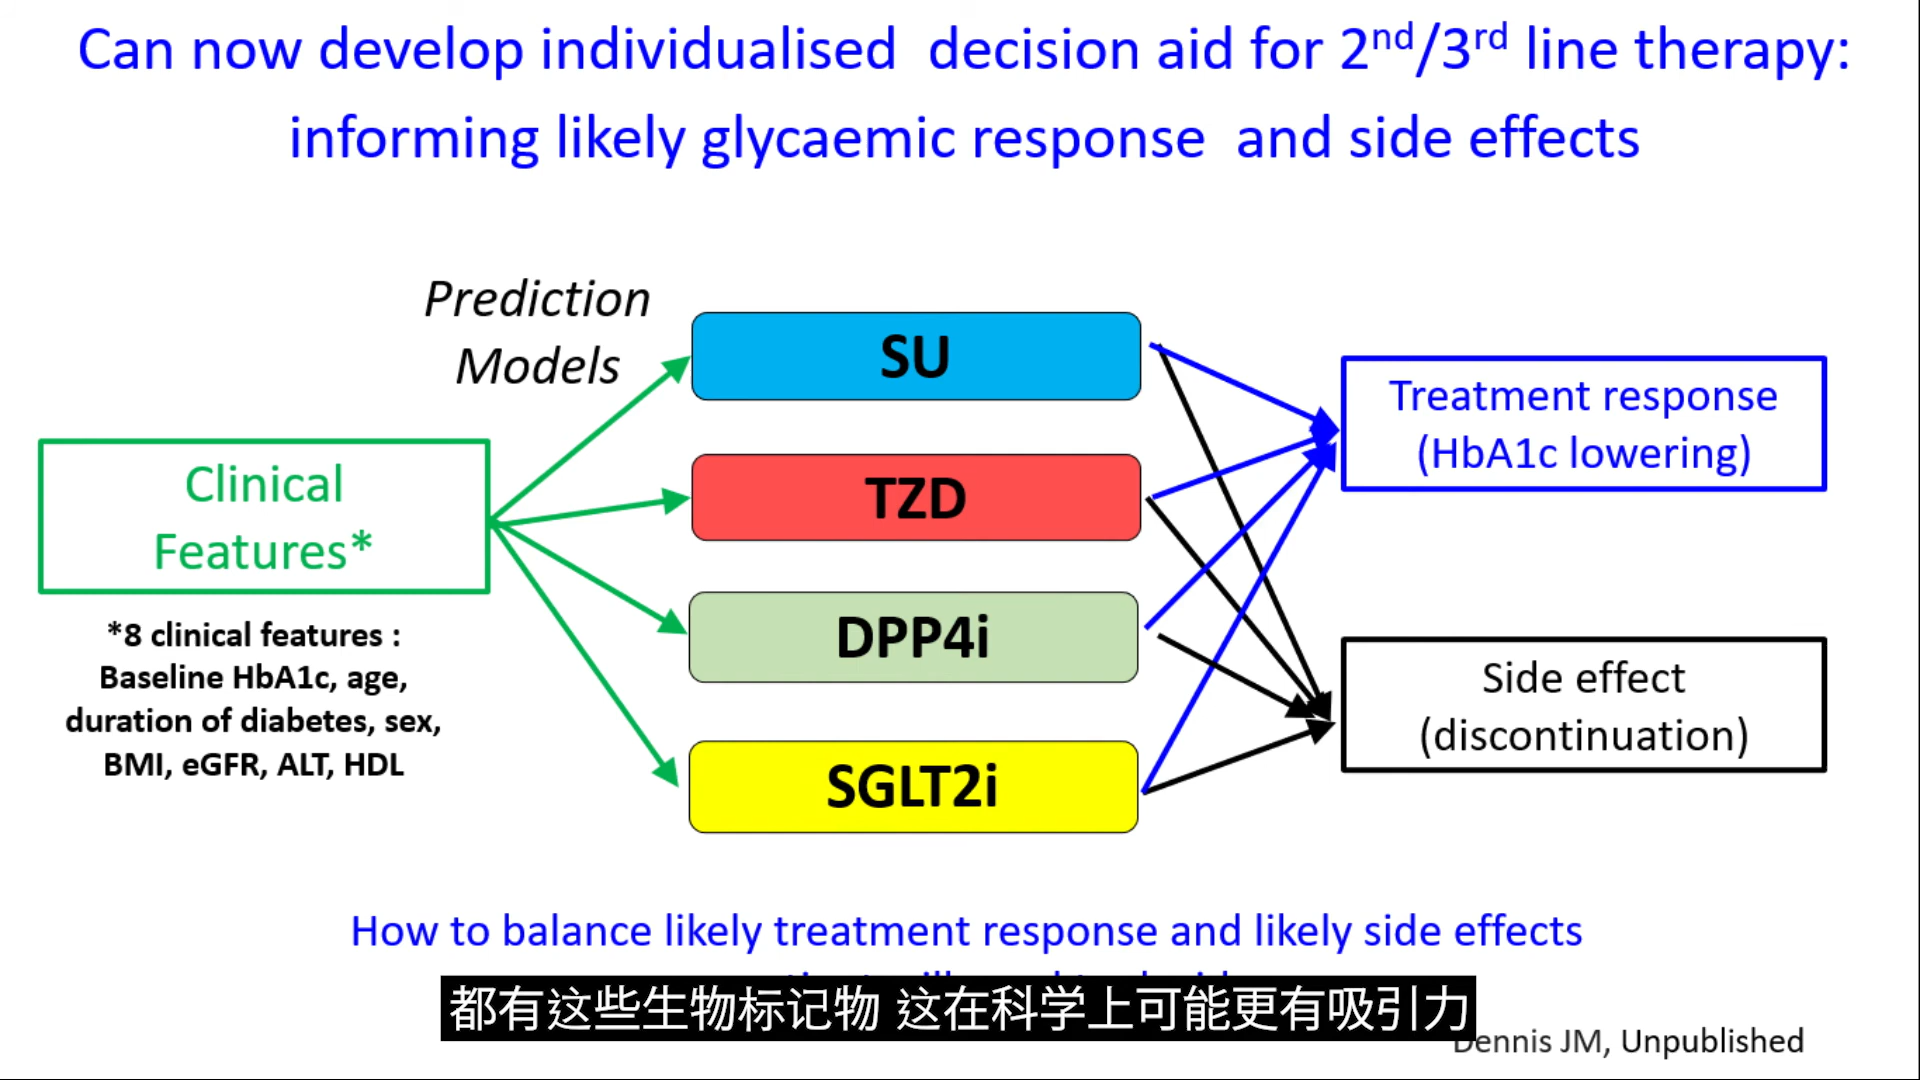 Can now develop individualised decision aid for 2nd/3rd line therapy:
informing likely glycaemic response and side effects
Prediction
Models
SU
TZD
DPP4i
SGLT2i
Clinical
Features*
*8 clinical features :
Baseline HbA1c, age,
duration of diabetes, sex,
BMI, eGFR, ALT, HDL
Treatment response
(HbA1c lowering)
Side effect
(discontinuation)
How to balance likely treatment response and likely side effects
都有这些生物标记物 这在科学上可能更有吸引力
Dennis JM, Unpublished